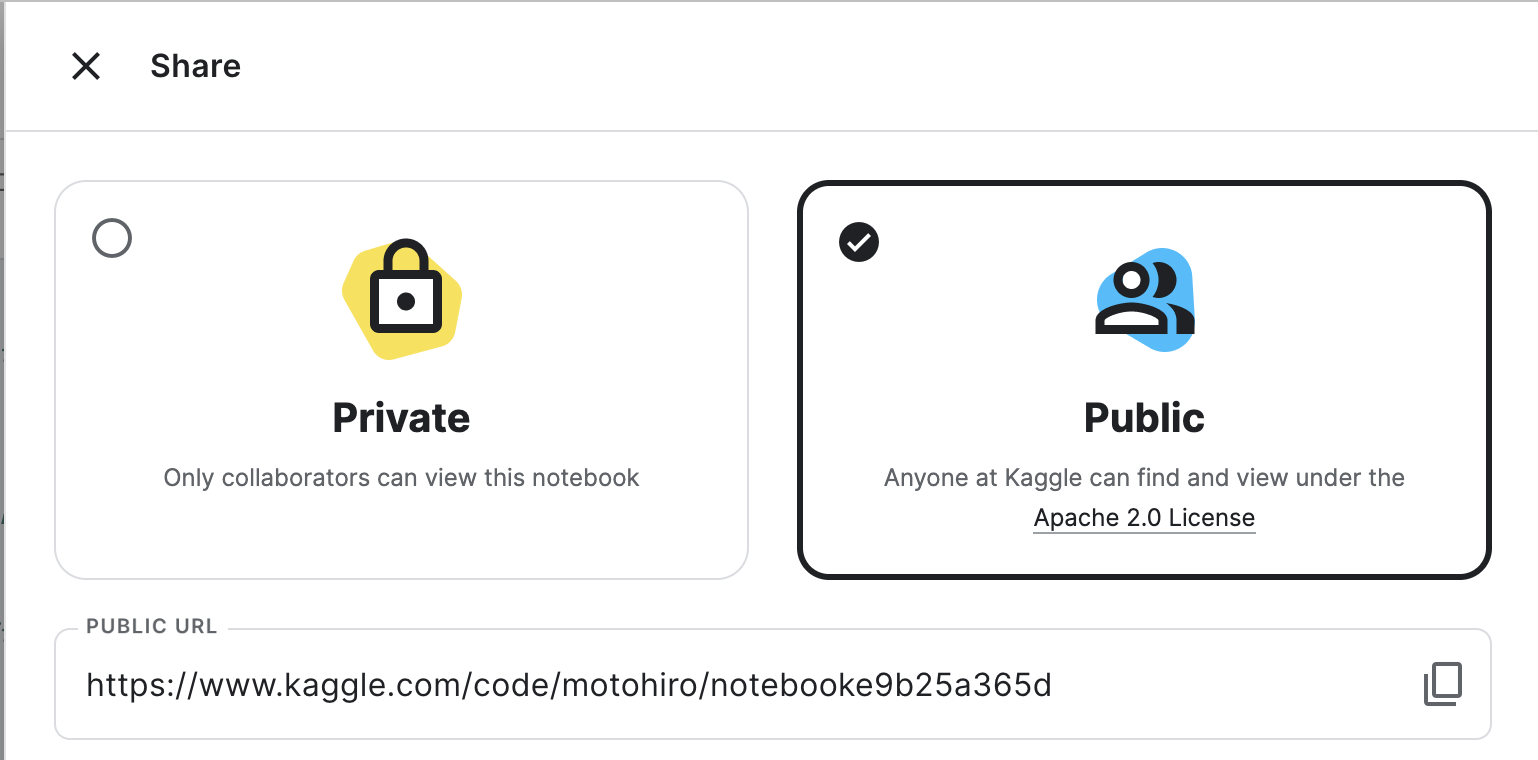 Share
Private
Only collaborators can view this notebook
Public
Anyone at Kaggle can find and view under the
Apache 2.0 License
PUBLIC URL
https://www.kaggle.com/code/motohiro/notebooke9b25a365d